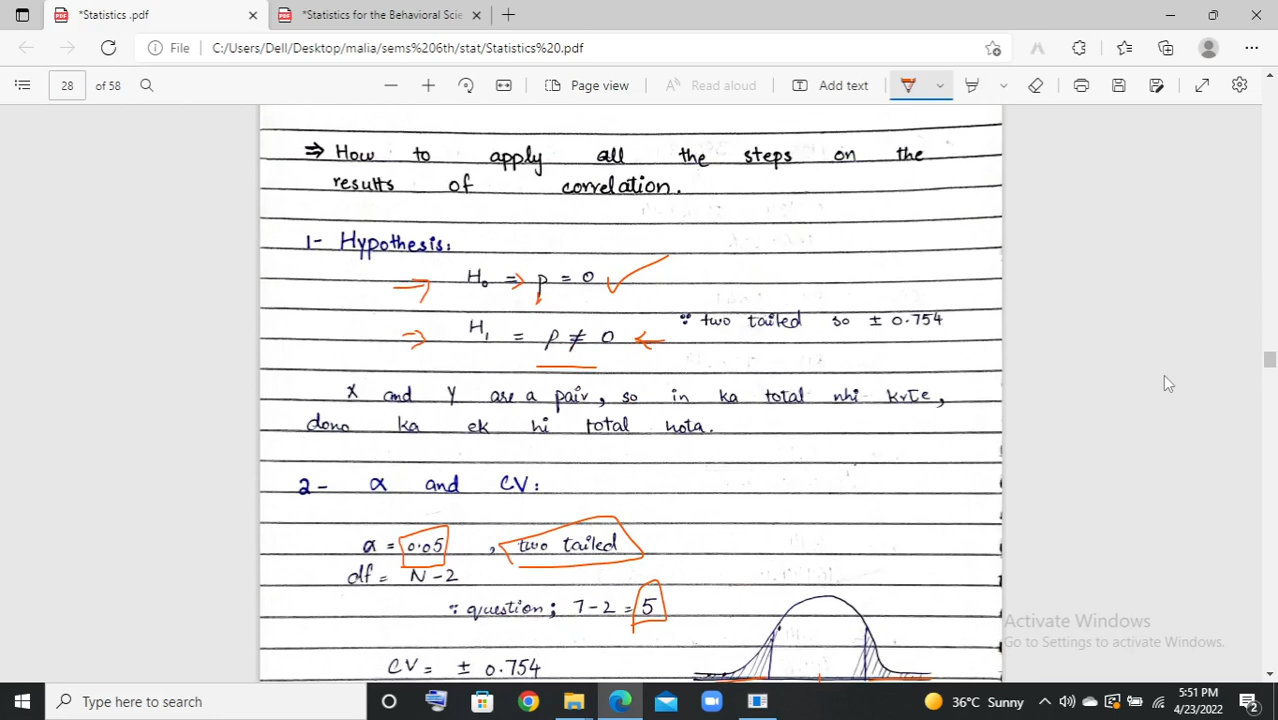 *Statistics .pdf
*Statistics for the Behavioral Scie
File
C:/Users/Dell/Desktop/malia/sems%206th/stat/Statistics%20.pdf
28
of 58
Page view
Read aloud
Add text
⇒ How to apply all the steps on the
results of correlation.
1- Hypothesis:
H₀ ⇒ p = 0
H₁ = ρ ≠ 0
∵ two tailed so ± 0.754
X and Y are a pair, so in ka total nhi krte,
dono ka ek hi total hota.
2- α and CV:
α = 0.05 , two tailed
df = N-2
∵ question; 7-2 = 5
CV = ± 0.754
Activate Windows
Go to Settings to activate Windows.
Type here to search
36°C Sunny
5:51 PM
4/23/2022
2